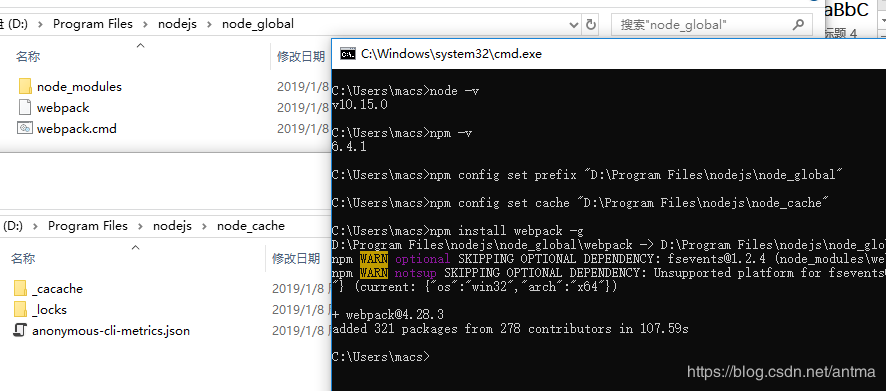 (D:) > Program Files > nodejs > node_global
搜索"node_global"
aBbC
标题 4
名称
修改日期
node_modules
2019/1/8
webpack
2019/1/8
webpack.cmd
2019/1/8
C:\Windows\system32\cmd.exe
C:\Users\macs>node -v
v10.15.0
C:\Users\macs>npm -v
6.4.1
C:\Users\macs>npm config set prefix "D:\Program Files\nodejs\node_global"
C:\Users\macs>npm config set cache "D:\Program Files\nodejs\node_cache"
C:\Users\macs>npm install webpack -g
D:\Program Files\nodejs\node_global\webpack -> D:\Program Files\nodejs\node_glo
npm WARN optional SKIPPING OPTIONAL DEPENDENCY: fsevents@1.2.4 (node_modules\we
npm WARN notsup SKIPPING OPTIONAL DEPENDENCY: Unsupported platform for fsevents
"} (current: {"os":"win32","arch":"x64"})
+ webpack@4.28.3
added 321 packages from 278 contributors in 107.59s
C:\Users\macs>
(D:) > Program Files > nodejs > node_cache
名称
修改日期
_cacache
2019/1/8
_locks
2019/1/8
anonymous-cli-metrics.json
2019/1/8
https://blog.csdn.net/antma